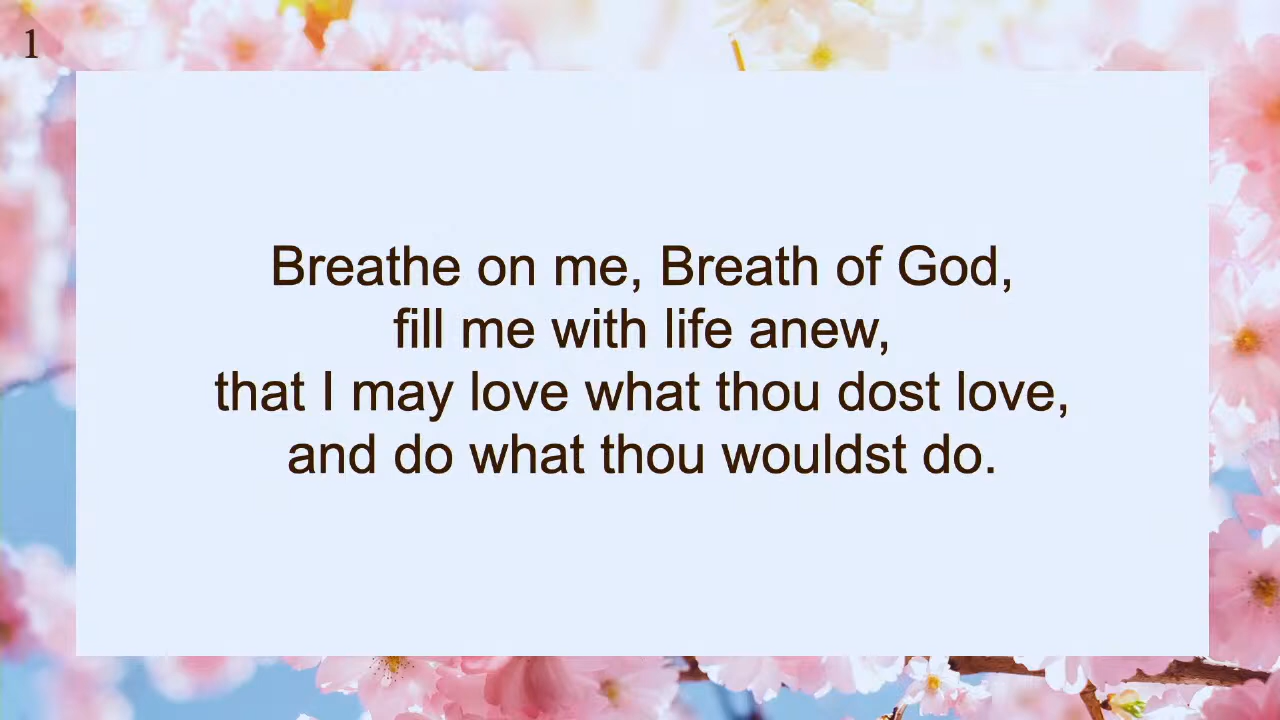 1
Breathe on me, Breath of God,
fill me with life anew,
that I may love what thou dost love,
and do what thou wouldst do.